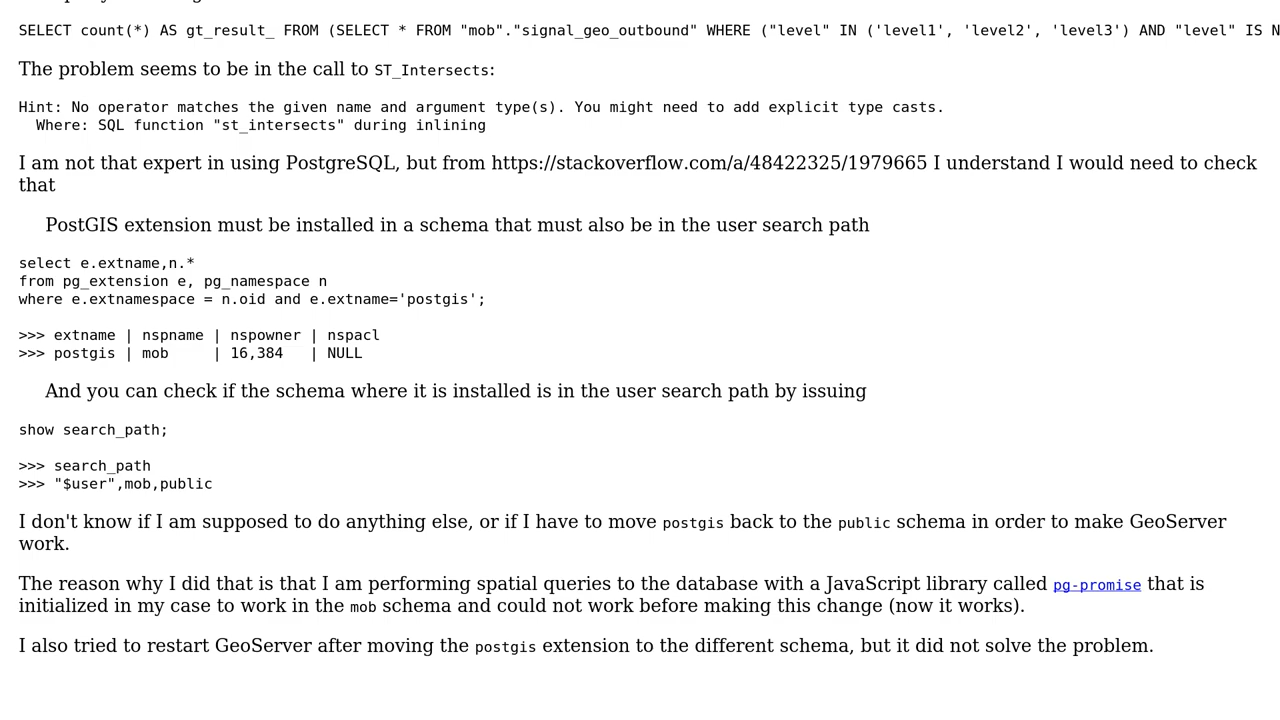 SELECT count(*) AS gt_result_ FROM (SELECT * FROM "mob"."signal_geo_outbound" WHERE ("level" IN ('level1', 'level2', 'level3') AND "level" IS N
The problem seems to be in the call to ST_Intersects:
Hint: No operator matches the given name and argument type(s). You might need to add explicit type casts.
Where: SQL function "st_intersects" during inlining
I am not that expert in using PostgreSQL, but from https://stackoverflow.com/a/48422325/1979665 I understand I would need to check
that
PostGIS extension must be installed in a schema that must also be in the user search path
select e.extname,n.*
from pg_extension e, pg_namespace n
where e.extnamespace = n.oid and e.extname='postgis';
>>> extname | nspname | nspowner | nspacl
>>> postgis | mob     | 16,384   | NULL
And you can check if the schema where it is installed is in the user search path by issuing
show search_path;
>>> search_path
>>> "$user",mob,public
I don't know if I am supposed to do anything else, or if I have to move postgis back to the public schema in order to make GeoServer
work.
The reason why I did that is that I am performing spatial queries to the database with a JavaScript library called pg-promise that is
initialized in my case to work in the mob schema and could not work before making this change (now it works).
I also tried to restart GeoServer after moving the postgis extension to the different schema, but it did not solve the problem.